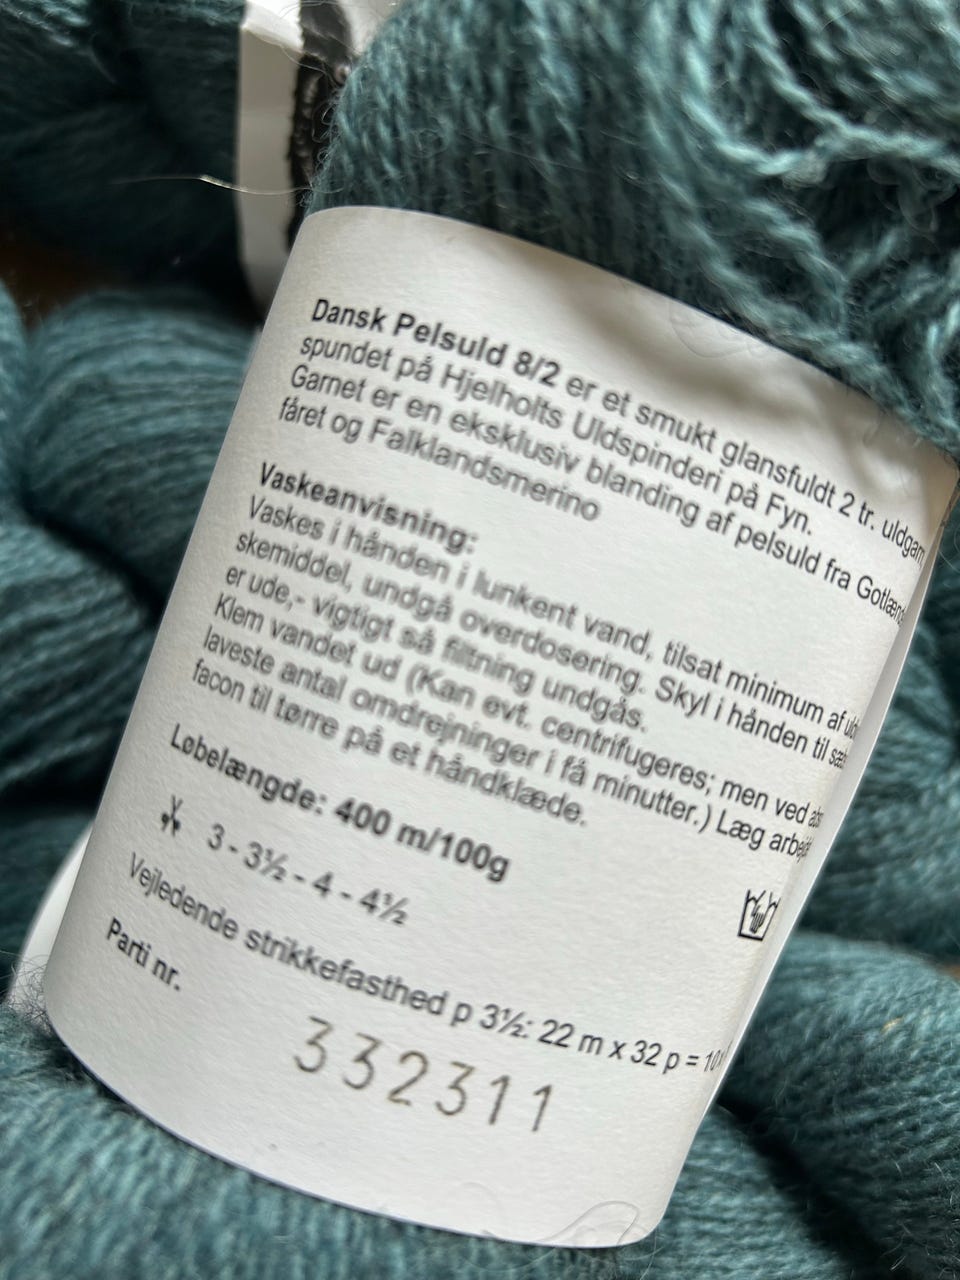 Dansk Pelsuld 8/2 er et smukt glansfuldt 2 tr. uldgarn,
spundet på Hjelholts Uldspinderi på Fyn.
Garnet er en eksklusiv blanding af pelsuld fra Gotlænd
fåret og Falklandsmerino
Vaskeanvisning:
Vaskes i hånden i lunkent vand, tilsat minimum af
skemiddel, undgå overdosering. Skyl i hånden til
er ude,- vigtigt så filtning undgås.
Klem vandet ud (Kan evt. centrifugeres; men ved
laveste antal omdrejninger i få minutter.) Læg
facon til tørre på et håndklæde.
Løbelængde: 400 m/100g
3 - 3½ - 4 - 4½
Vejledende strikkefasthed p 3½: 22 m x 32 p =
Parti nr.
332311